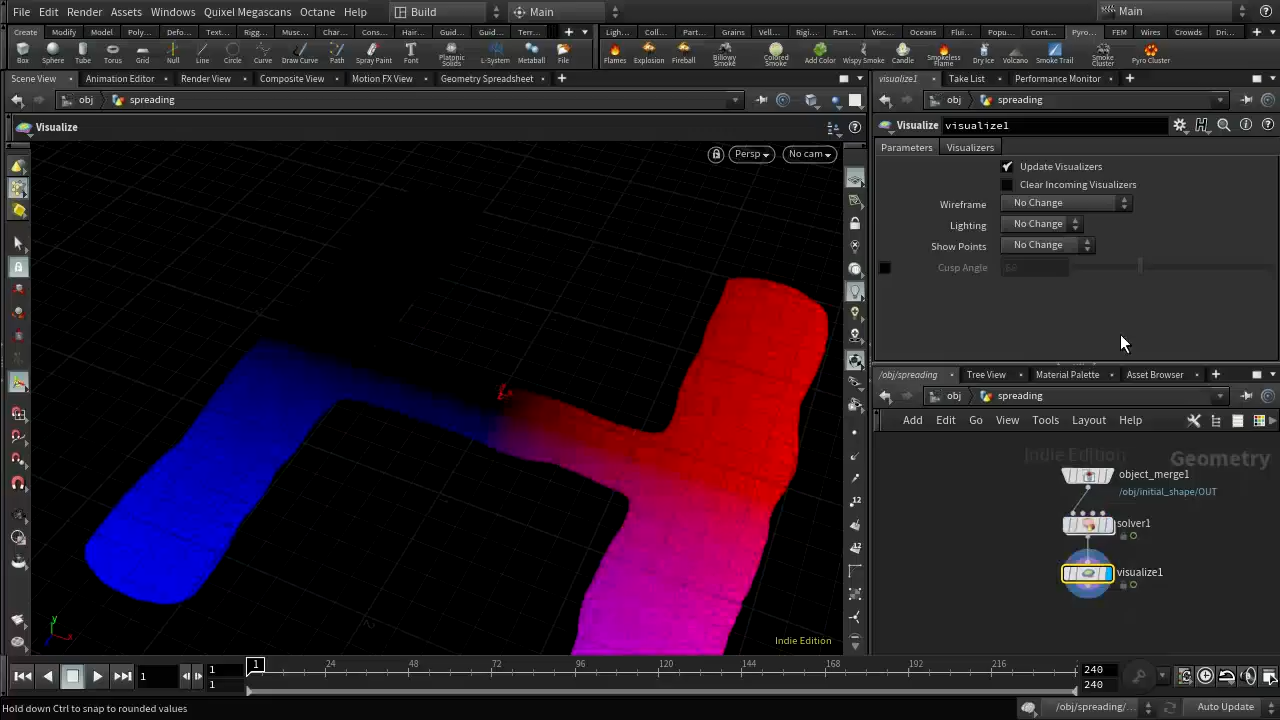 File Edit Render Assets Windows Quixel Megascans Octane Help Build Main Main
Create Modify Model Poly... Defo... Text... Rigg... Musc... Char... Cons... Hair... Guid... Guid... Terr... Ligh... Coll... Part... Grains Vell... Rigi... Part... Visc... Oceans Flui... Popu... Cont... Pyro... FEM Wires Crowds Dri...
Box Sphere Tube Torus Grid Null Line Circle Curve Draw Curve Path Spray Paint Font Platonic Solids L-System Metaball File Flames Explosion Fireball Billowy Smoke Colored Smoke Add Color Wispy Smoke Candle Smokeless Flame Dry Ice Volcano Smoke Trail Smoke Cluster Pyro Cluster
Scene View Animation Editor Render View Composite View Motion FX View Geometry Spreadsheet visualize1 Take List Performance Monitor
obj spreading obj spreading
Visualize Visualize visualize1
Persp No cam Parameters Visualizers
Update Visualizers
Clear Incoming Visualizers
Wireframe No Change
Lighting No Change
Show Points No Change
Cusp Angle
/obj/spreading Tree View Material Palette Asset Browser
obj spreading
Add Edit Go View Tools Layout Help
Indie Edition Geometry
object_merge1
/obj/initial_shape/OUT
solver1
visualize1
y
Indie Edition
1 1 1 24 48 72 96 120 144 168 192 216 240
1 240
Hold down Ctrl to snap to rounded values /obj/spreading/... Auto Update